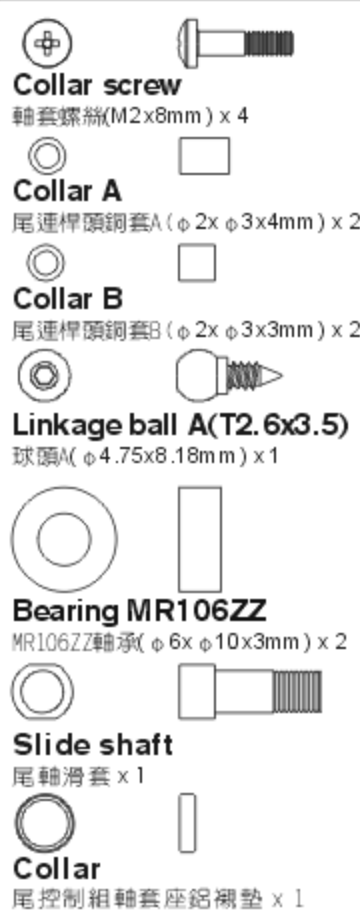 Collar screw
軸套螺絲(M2x8mm) x 4
Collar A
尾連桿頭銅套A(φ2xφ3x4mm) x 2
Collar B
尾連桿頭銅套B(φ2xφ3x3mm) x 2
Linkage ball A(T2.6x3.5)
球頭A(φ4.75x8.18mm) x 1
Bearing MR106ZZ
MR106ZZ軸承(φ6xφ10x3mm) x 2
Slide shaft
尾軸滑套 x 1
Collar
尾控制組軸套座鋁襯墊 x 1